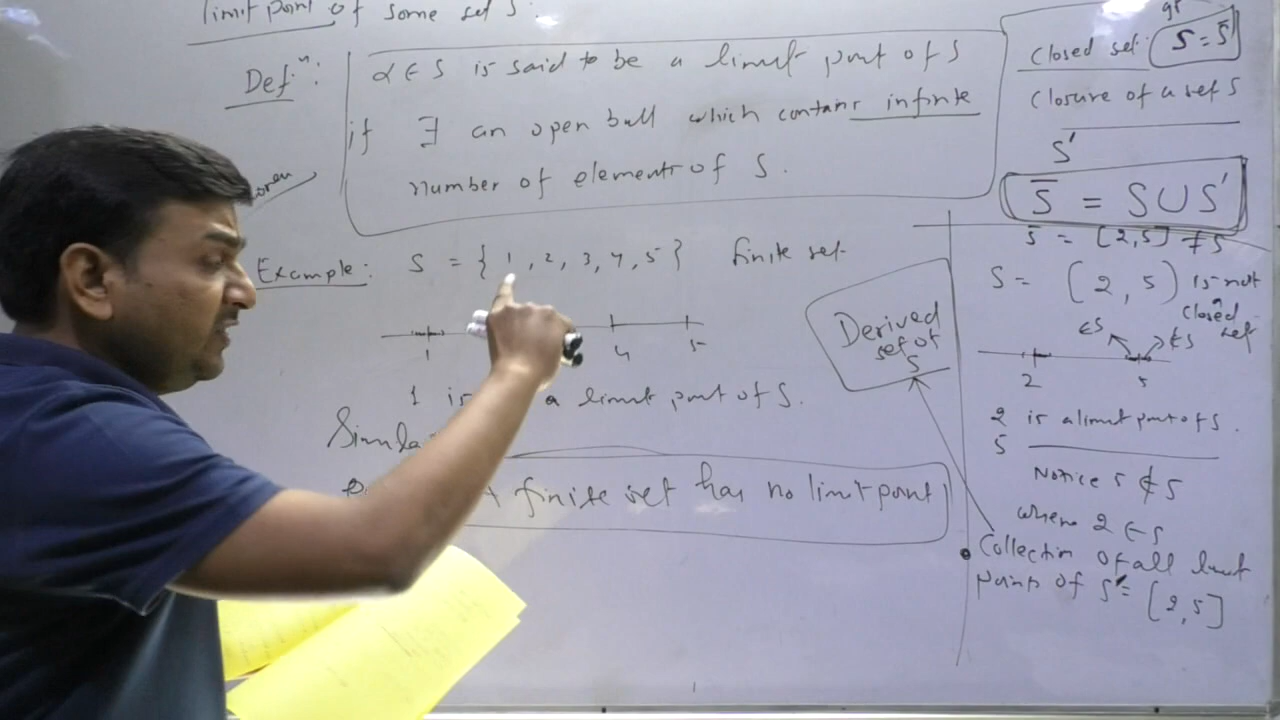 limit point of some set S.
Defⁿ:
α ∈ S is said to be a limit point of S
if ∃ an open ball which contains infinite
number of elements of S.
Example: S = { 1, 2, 3, 4, 5 } finite set
1 4 5
1 is a limit point of S.
finite set has no limit point
Derived
set of
S
Closed set: S = S̄
Closure of a set S
S'
S̄ = S ∪ S'
S̄ = [2,5] ≠ S
S = (2, 5) is not
closed
set
∈S ∉S
2 5
2 is a limit point of S.
5
Notice 5 ∉ S
where 2 ∈ S
• Collection of all limit
points of S' = [2,5]